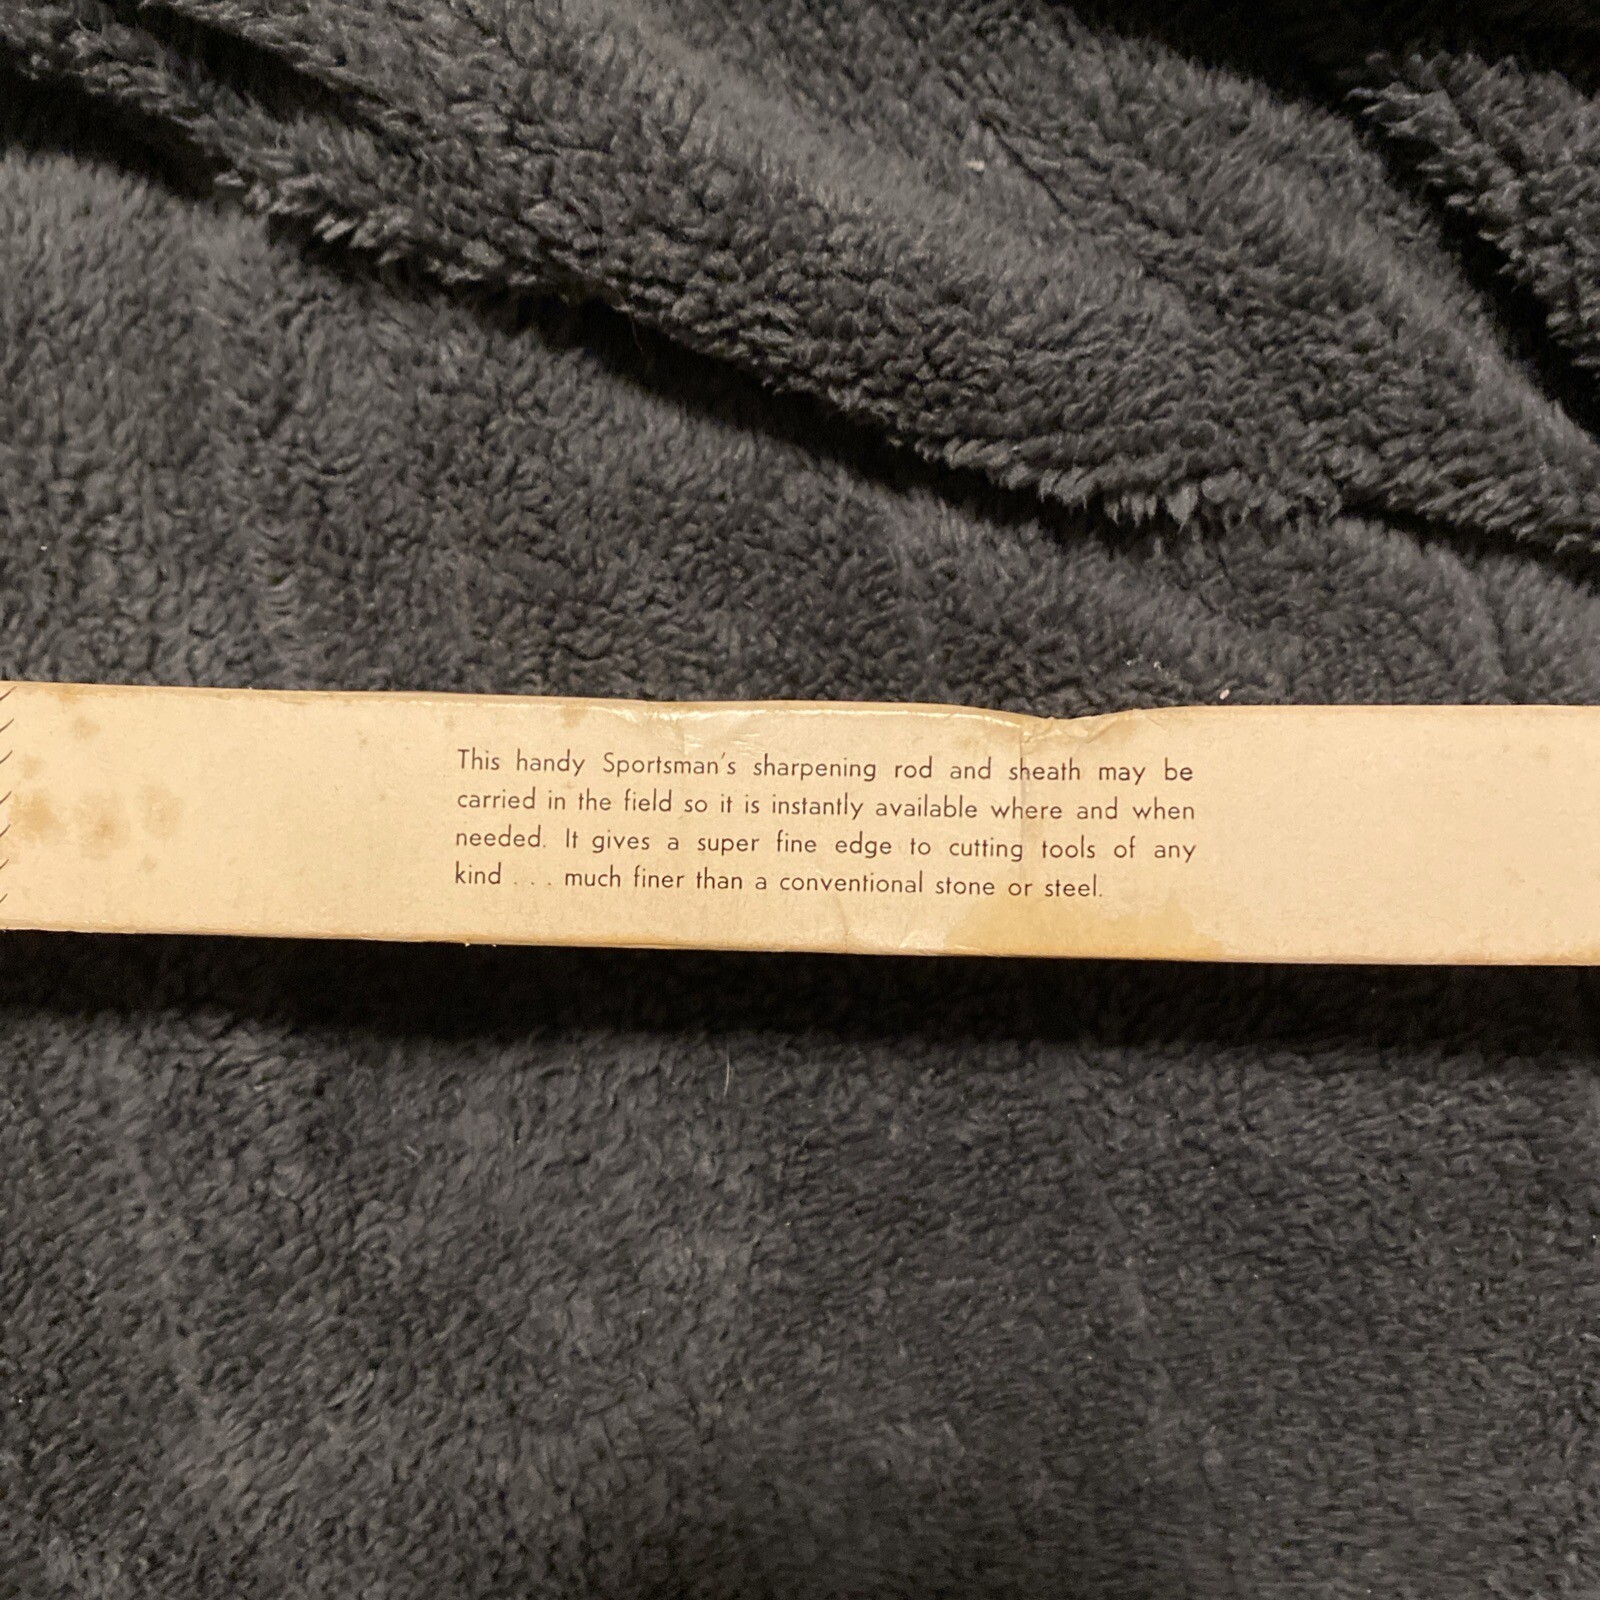 This handy Sportsman's sharpening rod and sheath may be
carried in the field so it is instantly available where and when
needed. It gives a super fine edge to cutting tools of any
kind . . . much finer than a conventional stone or steel.